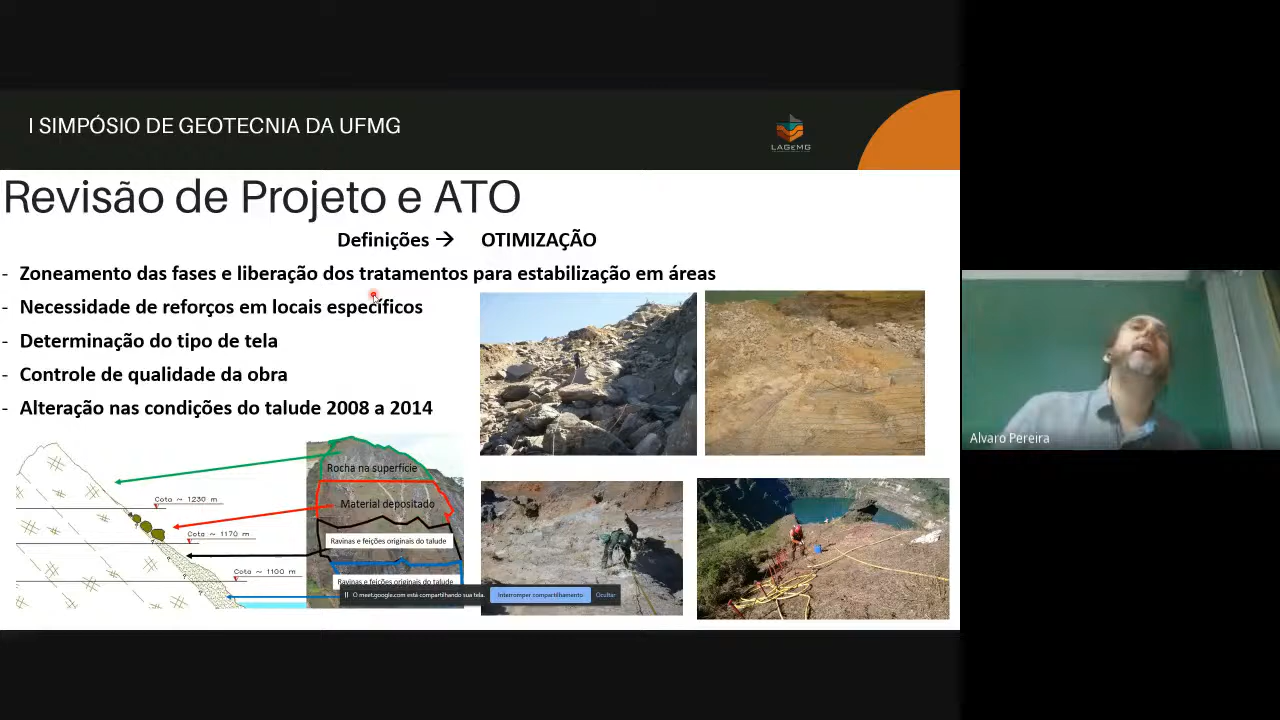 I SIMPÓSIO DE GEOTECNIA DA UFMG
LAGEMG
Revisão de Projeto e ATO
Definições → OTIMIZAÇÃO
- Zoneamento das fases e liberação dos tratamentos para estabilização em áreas
- Necessidade de reforços em locais específicos
- Determinação do tipo de tela
- Controle de qualidade da obra
- Alteração nas condições do talude 2008 a 2014
Cota ~ 1230 m
Cota ~ 1170 m
Cota ~ 1100 m
Rocha na superfície
Material depositado
Ravinas e feições originais do talude
Ravinas e feições originais do talude
O meet.google.com está compartilhando sua tela.
Interromper compartilhamento
Ocultar
Alvaro Pereira